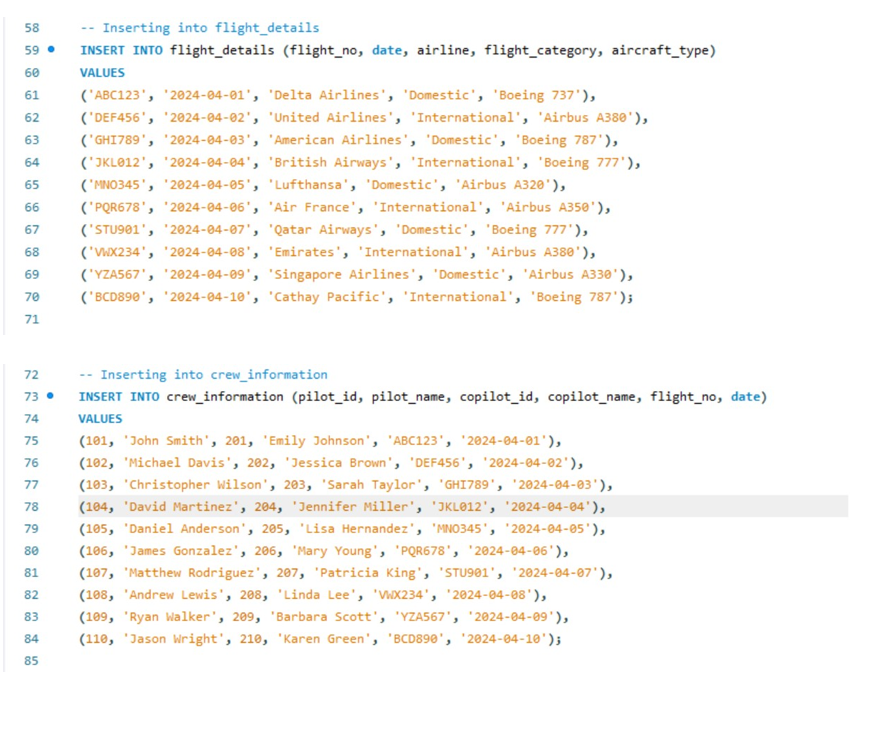 58 -- Inserting into flight_details
59 INSERT INTO flight_details (flight_no, date, airline, flight_category, aircraft_type)
60 VALUES
61 ('ABC123', '2024-04-01', 'Delta Airlines', 'Domestic', 'Boeing 737'),
62 ('DEF456', '2024-04-02', 'United Airlines', 'International', 'Airbus A380'),
63 ('GHI789', '2024-04-03', 'American Airlines', 'Domestic', 'Boeing 787'),
64 ('JKL012', '2024-04-04', 'British Airways', 'International', 'Boeing 777'),
65 ('MNO345', '2024-04-05', 'Lufthansa', 'Domestic', 'Airbus A320'),
66 ('PQR678', '2024-04-06', 'Air France', 'International', 'Airbus A350'),
67 ('STU901', '2024-04-07', 'Qatar Airways', 'Domestic', 'Boeing 777'),
68 ('VWX234', '2024-04-08', 'Emirates', 'International', 'Airbus A380'),
69 ('YZA567', '2024-04-09', 'Singapore Airlines', 'Domestic', 'Airbus A330'),
70 ('BCD890', '2024-04-10', 'Cathay Pacific', 'International', 'Boeing 787');
71
72 -- Inserting into crew_information
73 INSERT INTO crew_information (pilot_id, pilot_name, copilot_id, copilot_name, flight_no, date)
74 VALUES
75 (101, 'John Smith', 201, 'Emily Johnson', 'ABC123', '2024-04-01'),
76 (102, 'Michael Davis', 202, 'Jessica Brown', 'DEF456', '2024-04-02'),
77 (103, 'Christopher Wilson', 203, 'Sarah Taylor', 'GHI789', '2024-04-03'),
78 (104, 'David Martinez', 204, 'Jennifer Miller', 'JKL012', '2024-04-04'),
79 (105, 'Daniel Anderson', 205, 'Lisa Hernandez', 'MNO345', '2024-04-05'),
80 (106, 'James Gonzalez', 206, 'Mary Young', 'PQR678', '2024-04-06'),
81 (107, 'Matthew Rodriguez', 207, 'Patricia King', 'STU901', '2024-04-07'),
82 (108, 'Andrew Lewis', 208, 'Linda Lee', 'VWX234', '2024-04-08'),
83 (109, 'Ryan Walker', 209, 'Barbara Scott', 'YZA567', '2024-04-09'),
84 (110, 'Jason Wright', 210, 'Karen Green', 'BCD890', '2024-04-10');
85